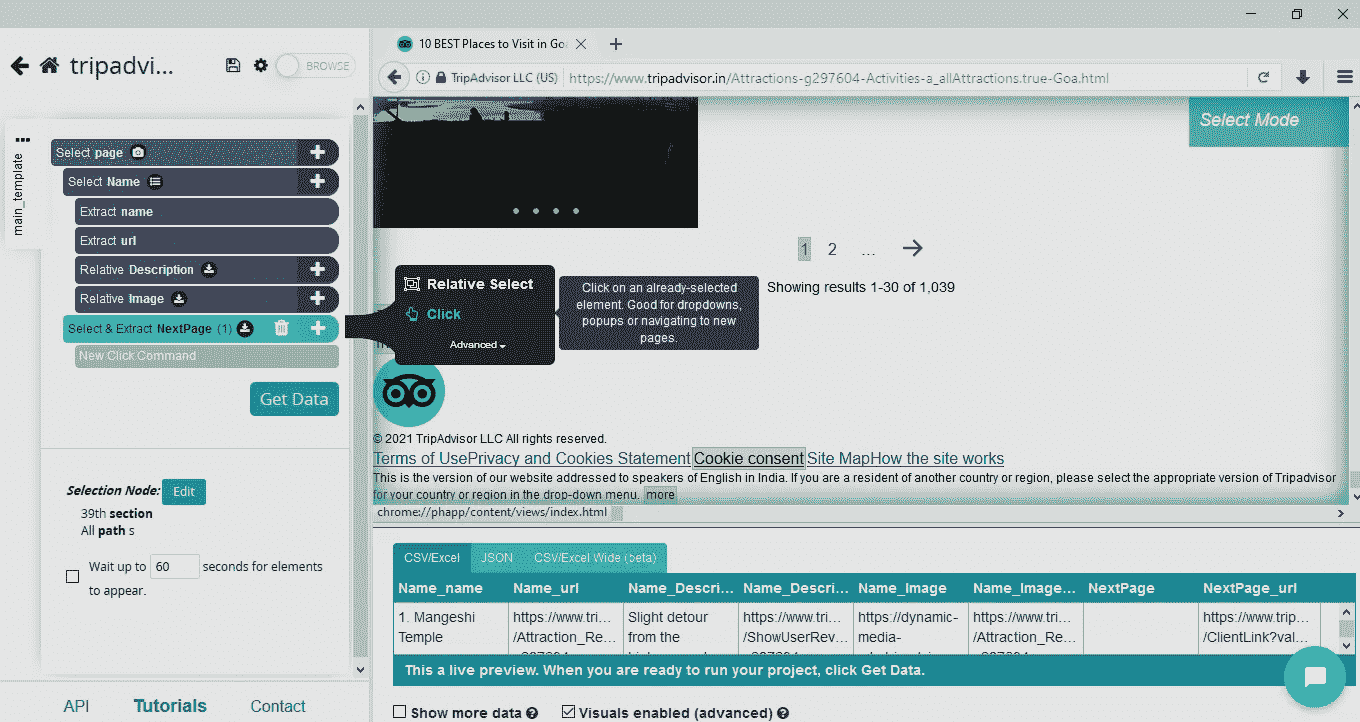 tripadvi...
BROWSE
main_template
Select page
Select Name
Extract name
Extract url
Relative Description
Relative Image
Select & Extract NextPage (1)
New Click Command
Get Data
Selection Node: Edit
39th section
All path s
Wait up to 60 seconds for elements
to appear.
API Tutorials Contact
10 BEST Places to Visit in Goa
TripAdvisor LLC (US) https://www.tripadvisor.in/Attractions-g297604-Activities-a_allAttractions.true-Goa.html
Select Mode
1 2 ...
Showing results 1-30 of 1,039
Relative Select
Click
Advanced
Click on an already-selected
element. Good for dropdowns,
popups or navigating to new
pages.
© 2021 TripAdvisor LLC All rights reserved.
Terms of UsePrivacy and Cookies Statement Cookie consent Site MapHow the site works
This is the version of our website addressed to speakers of English in India. If you are a resident of another country or region, please select the appropriate version of Tripadvisor
for your country or region in the drop-down menu. more
chrome://phapp/content/views/index.html
CSV/Excel JSON CSV/Excel Wide (beta)
Name_name Name_url Name_Descri... Name_Descri... Name_Image Name_Image... NextPage NextPage_url
1. Mangeshi https://www.tri... Slight detour https://www.tri... https://dynamic- https://www.tri... https://www.trip...
Temple /Attraction_Re... from the /ShowUserRev... media- /Attraction_Re... /ClientLink?val...
This a live preview. When you are ready to run your project, click Get Data.
Show more data Visuals enabled (advanced)